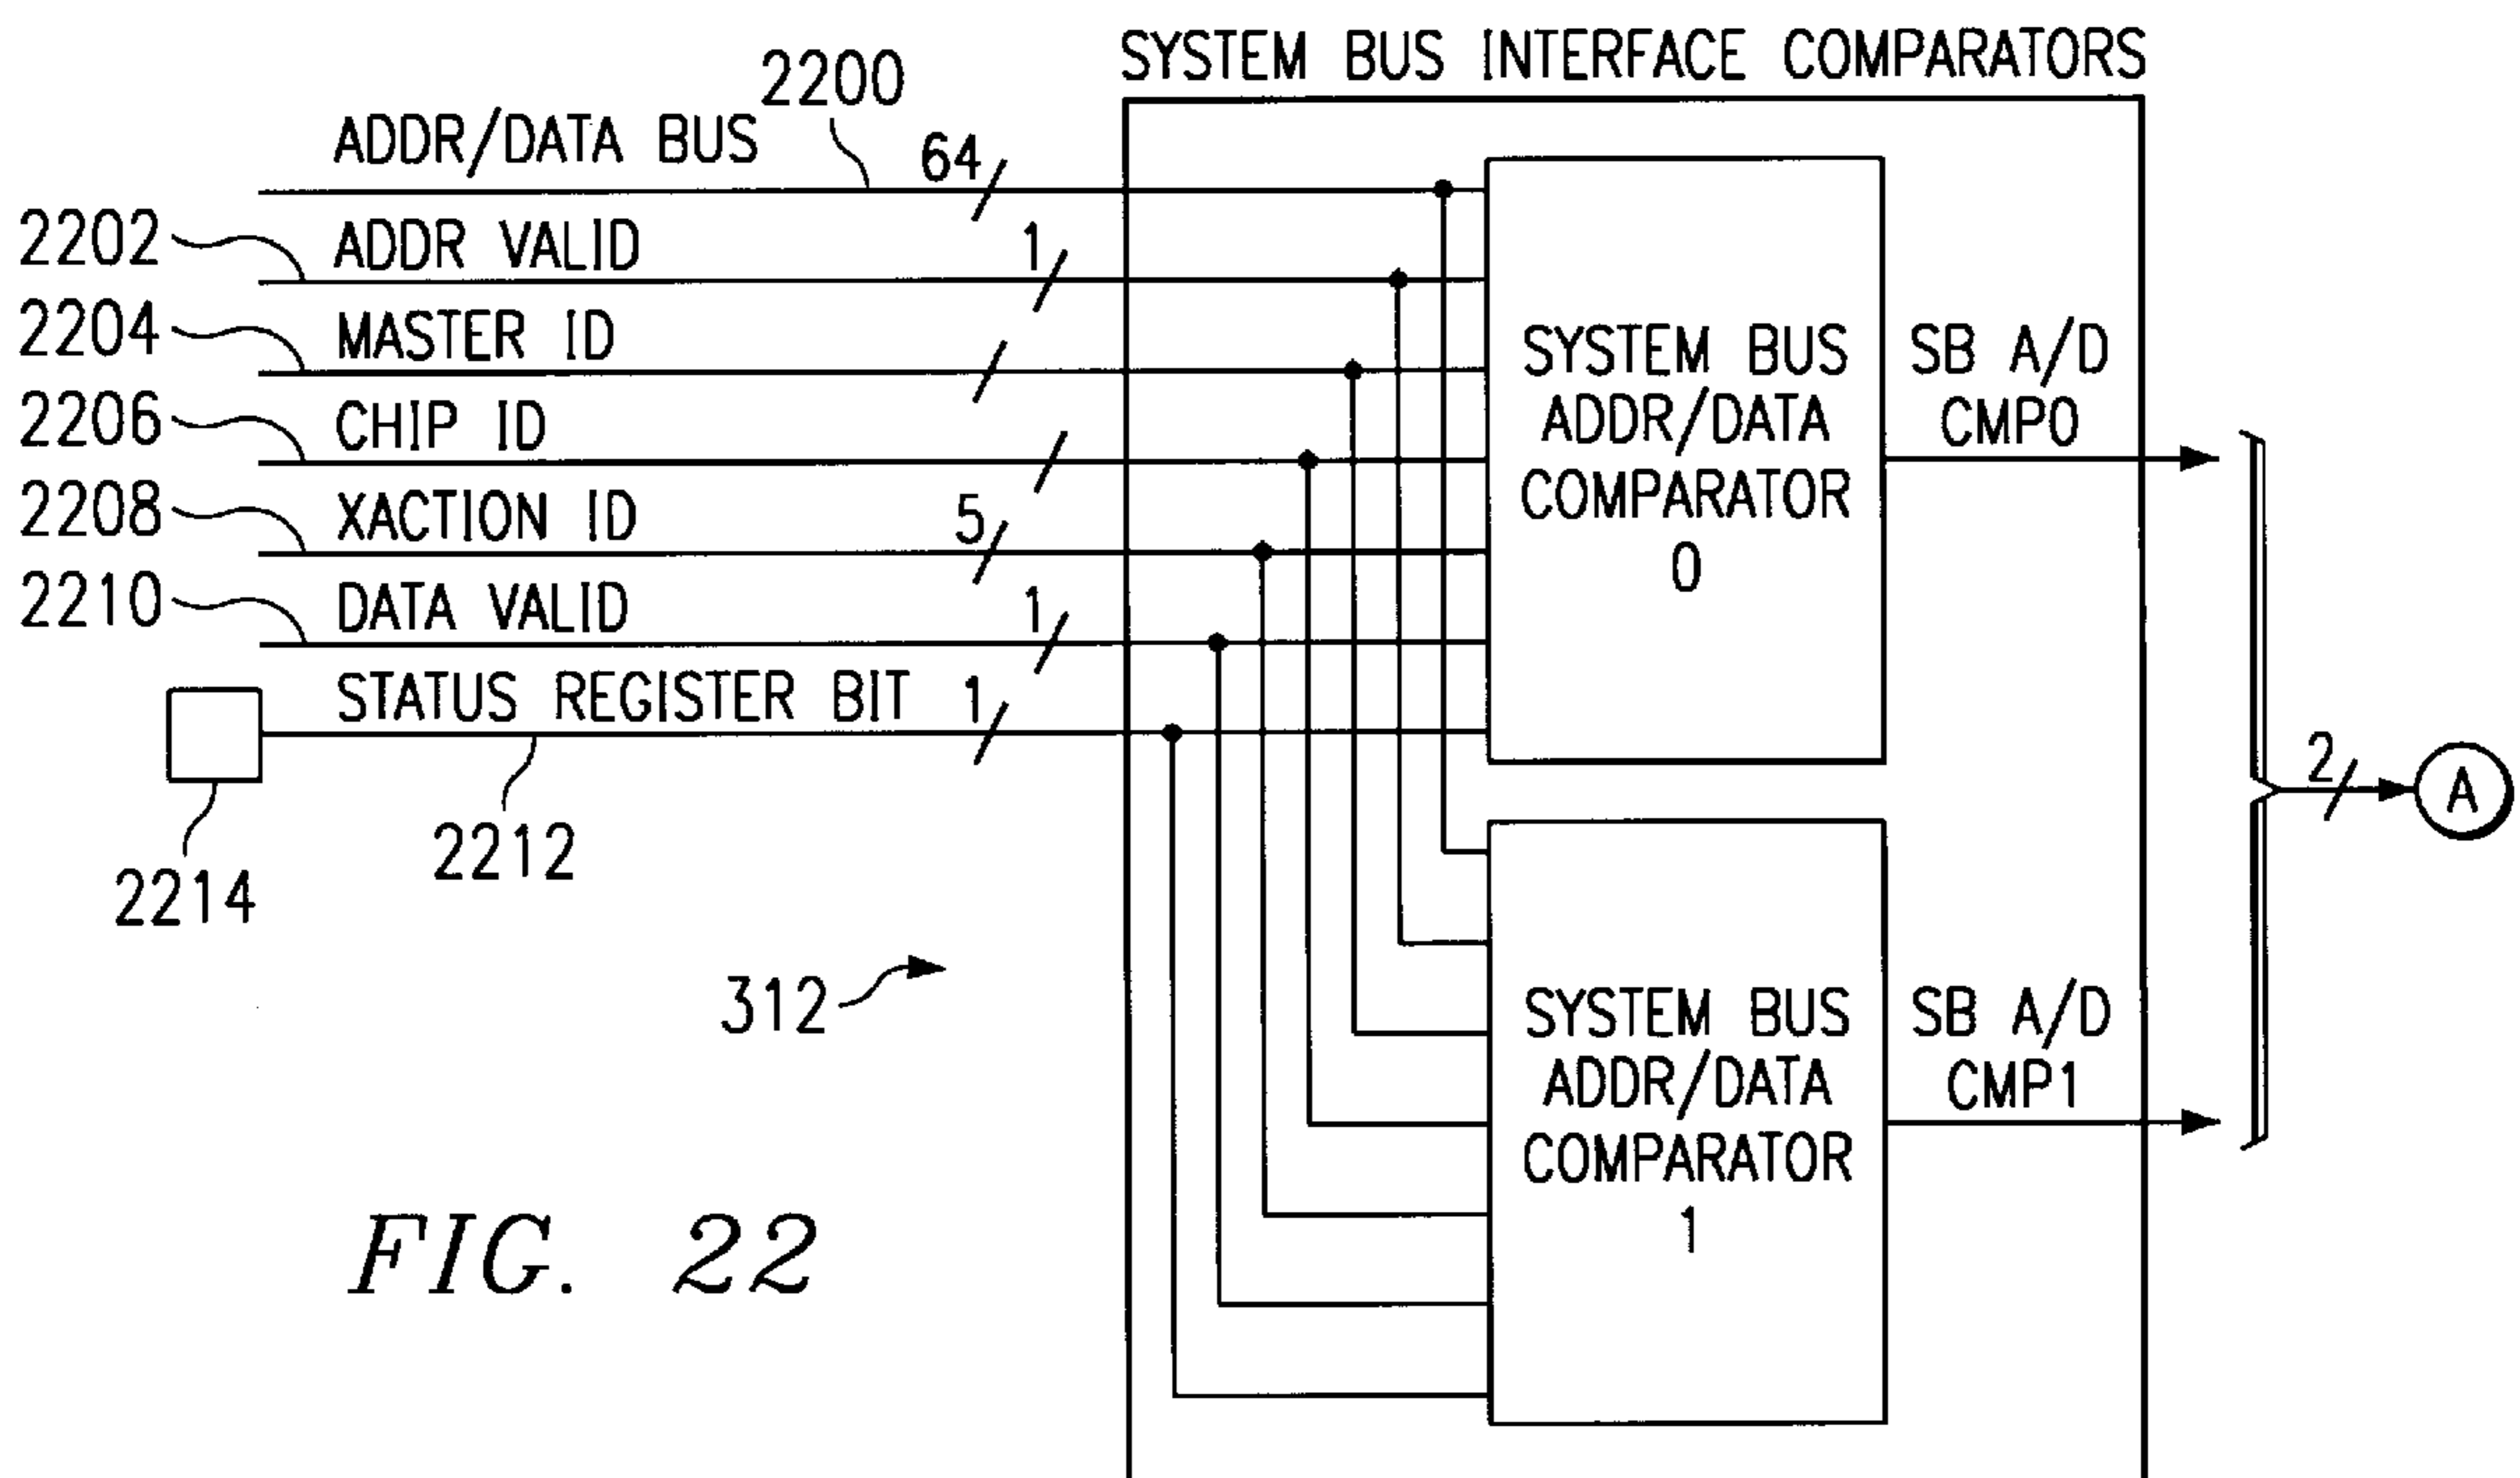 SYSTEM BUS INTERFACE COMPARATORS
2200
ADDR/DATA BUS
64
2202
ADDR VALID
1
2204
MASTER ID
2206
CHIP ID
2208
XACTION ID
5
2210
DATA VALID
1
STATUS REGISTER BIT
1
2212
2214
SYSTEM BUS
ADDR/DATA
COMPARATOR
0
SB A/D
CMP0
2
A
312
SYSTEM BUS
ADDR/DATA
COMPARATOR
1
SB A/D
CMP1
FIG. 22